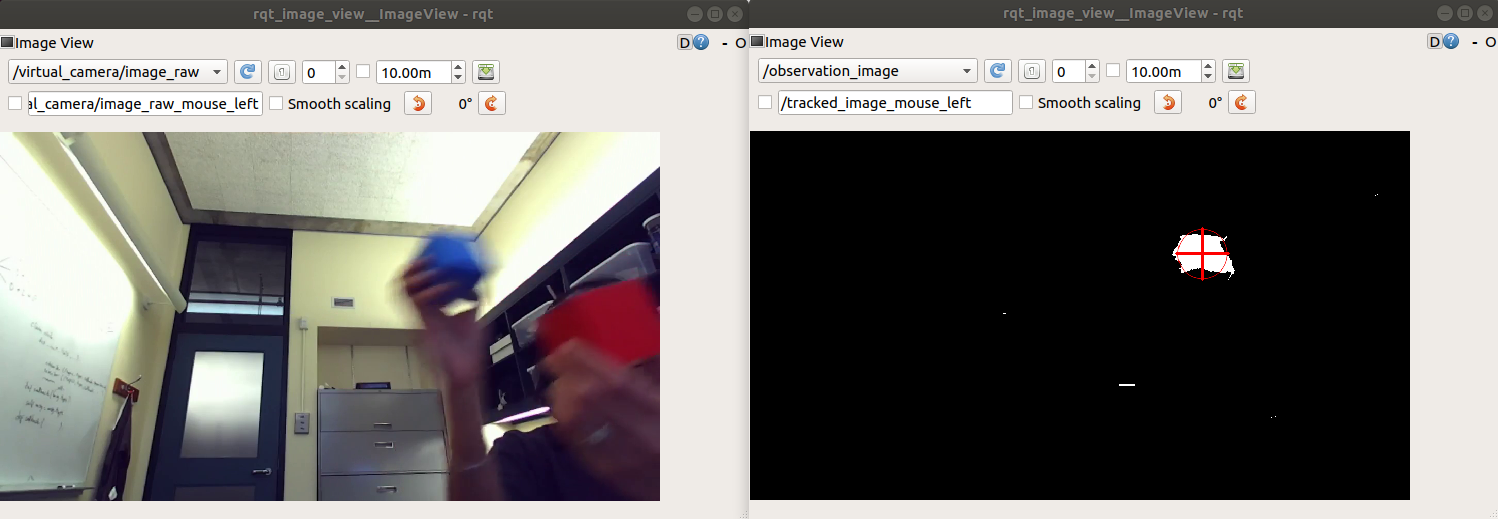 rqt_image_view__ImageView - rqt
Image View
D ? - O
/virtual_camera/image_raw
0
10.00m
al_camera/image_raw_mouse_left
Smooth scaling
0°
rqt_image_view__ImageView - rqt
Image View
D ? - O
/observation_image
0
10.00m
/tracked_image_mouse_left
Smooth scaling
0°